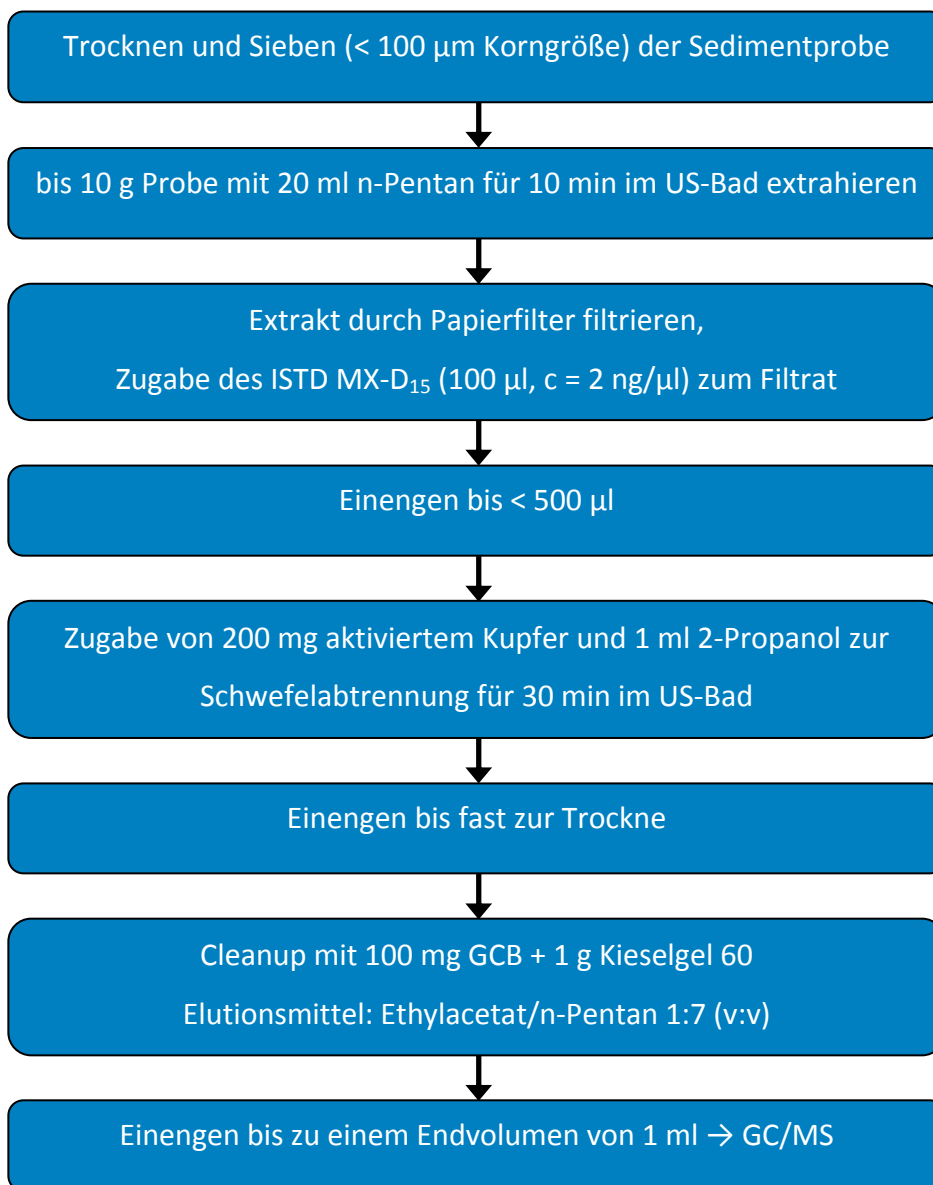 Trocknen und Sieben (< 100 µm Korngröße) der Sedimentprobe
bis 10 g Probe mit 20 ml n-Pentan für 10 min im US-Bad extrahieren
Extrakt durch Papierfilter filtrieren,
Zugabe des ISTD MX-D₁₅ (100 µl, c = 2 ng/µl) zum Filtrat
Einengen bis < 500 µl
Zugabe von 200 mg aktiviertem Kupfer und 1 ml 2-Propanol zur
Schwefelabtrennung für 30 min im US-Bad
Einengen bis fast zur Trockne
Cleanup mit 100 mg GCB + 1 g Kieselgel 60
Elutionsmittel: Ethylacetat/n-Pentan 1:7 (v:v)
Einengen bis zu einem Endvolumen von 1 ml → GC/MS